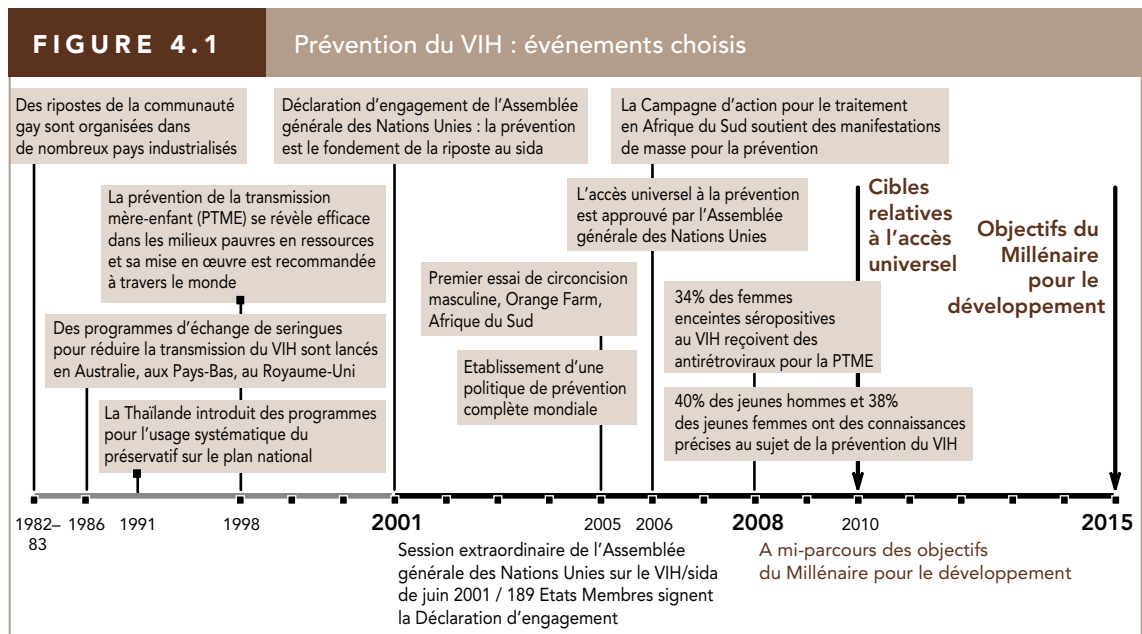 FIGURE 4.1
Prévention du VIH : événements choisis
Des ripostes de la communauté
gay sont organisées dans
de nombreux pays industrialisés
Déclaration d'engagement de l'Assemblée
générale des Nations Unies : la prévention
est le fondement de la riposte au sida
La Campagne d'action pour le traitement
en Afrique du Sud soutient des manifestations
de masse pour la prévention
La prévention de la transmission
mère-enfant (PTME) se révèle efficace
dans les milieux pauvres en ressources
et sa mise en œuvre est recommandée
à travers le monde
L'accès universel à la prévention
est approuvé par l'Assemblée
générale des Nations Unies
Cibles
relatives
à l'accès
universel
Objectifs du
Millénaire
pour le
développement
Premier essai de circoncision
masculine, Orange Farm,
Afrique du Sud
34% des femmes
enceintes séropositives
au VIH reçoivent des
antirétroviraux pour la PTME
Des programmes d'échange de seringues
pour réduire la transmission du VIH sont lancés
en Australie, aux Pays-Bas, au Royaume-Uni
Etablissement d'une
politique de prévention
complète mondiale
40% des jeunes hommes et 38%
des jeunes femmes ont des connaissances
précises au sujet de la prévention du VIH
La Thaïlande introduit des programmes
pour l'usage systématique du
préservatif sur le plan national
1982–
83
1986
1991
1998
2001
2005
2006
2008
2010
2015
Session extraordinaire de l'Assemblée
générale des Nations Unies sur le VIH/sida
de juin 2001 / 189 Etats Membres signent
la Déclaration d'engagement
A mi-parcours des objectifs
du Millénaire pour le développement